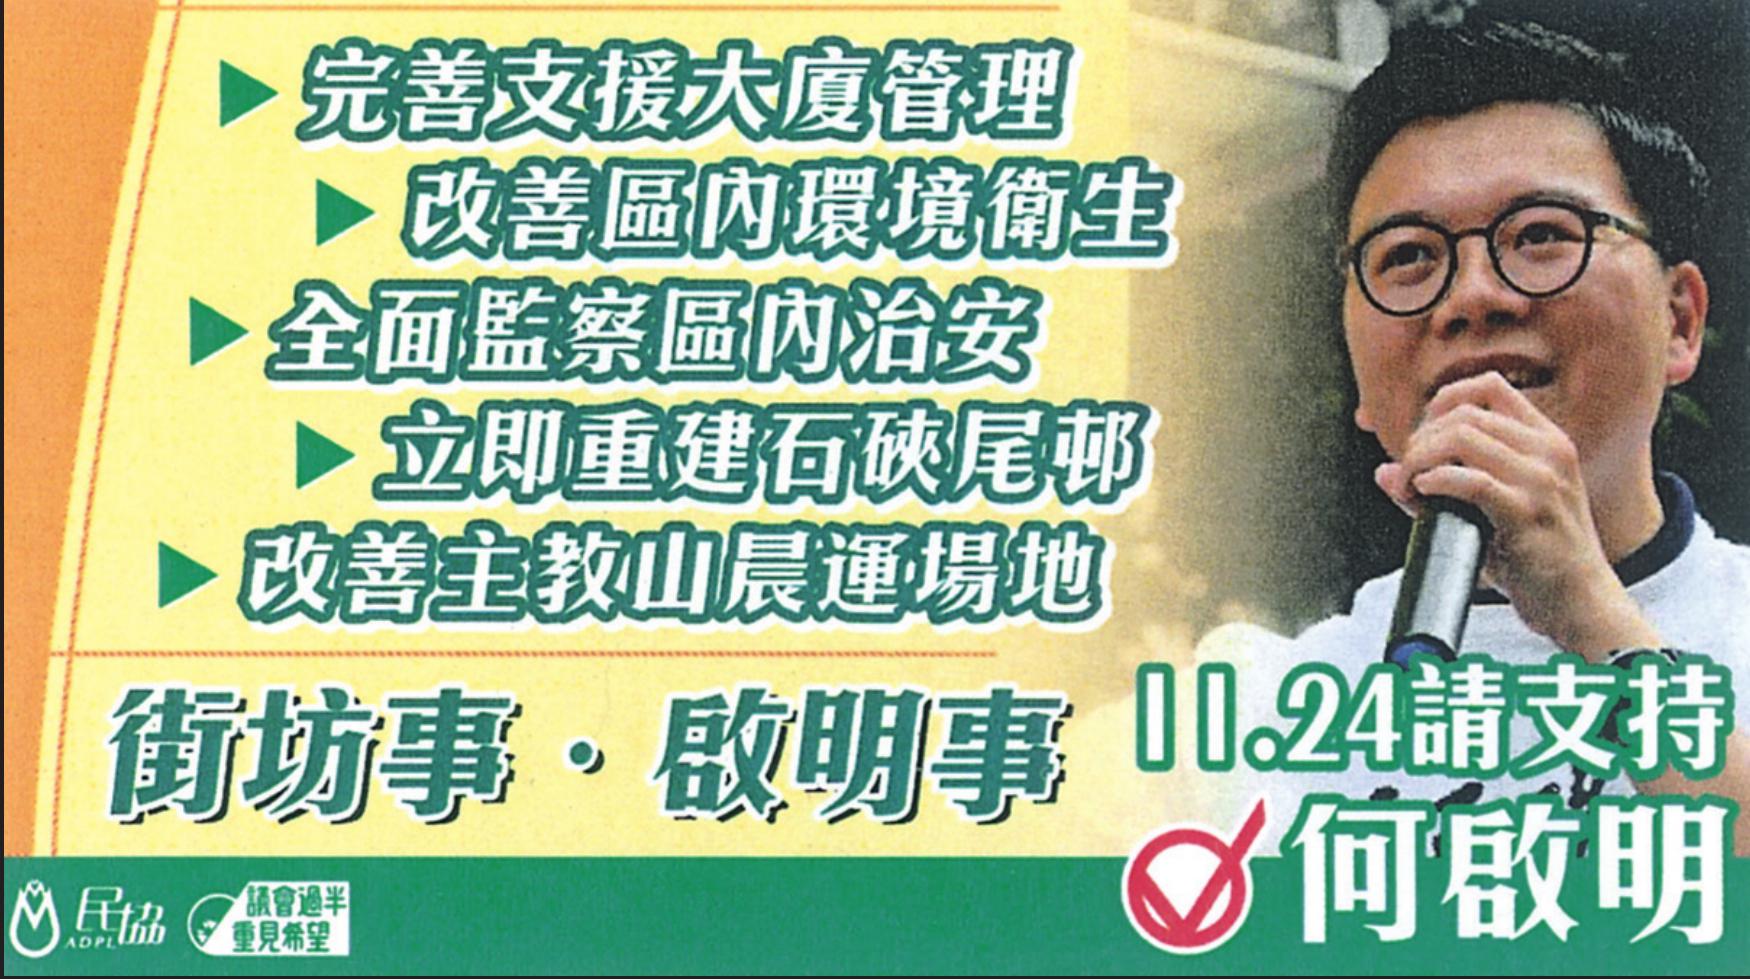 ▶完善支援大廈管理
▶改善區內環境衛生
▶全面監察區內治安
▶立即重建石硤尾邨
▶改善主教山晨運場地
街坊事・啟明事
11.24請支持
何啟明
民協
ADPL
議會過半
重見希望